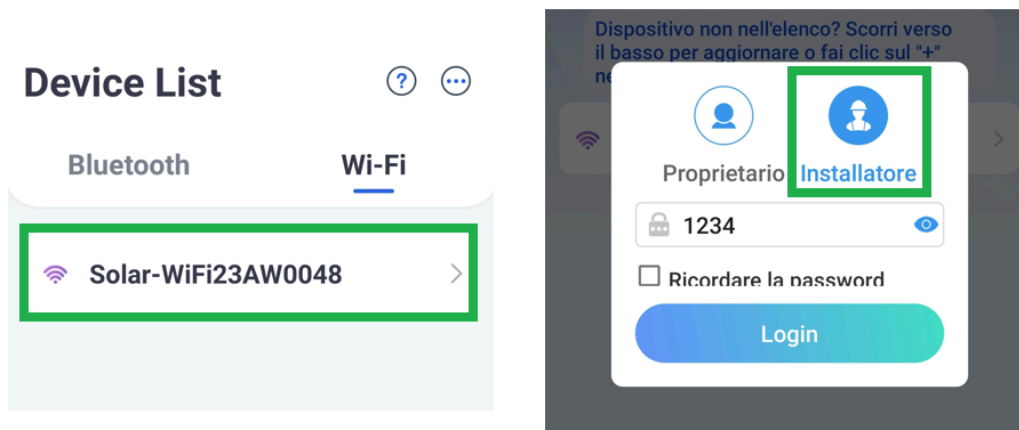 Device List
Bluetooth
Wi-Fi
Solar-WiFi23AW0048
Dispositivo non nell'elenco? Scorri verso
il basso per aggiornare o fai clic sul "+"
Proprietario
Installatore
1234
Ricordare la password
Login